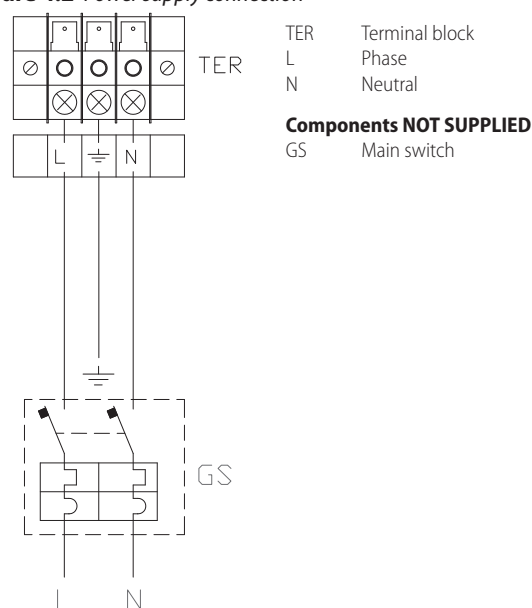 Power supply connection
TER
TER Terminal block
L Phase
N Neutral
Components NOT SUPPLIED
GS Main switch
L N
GS
L N